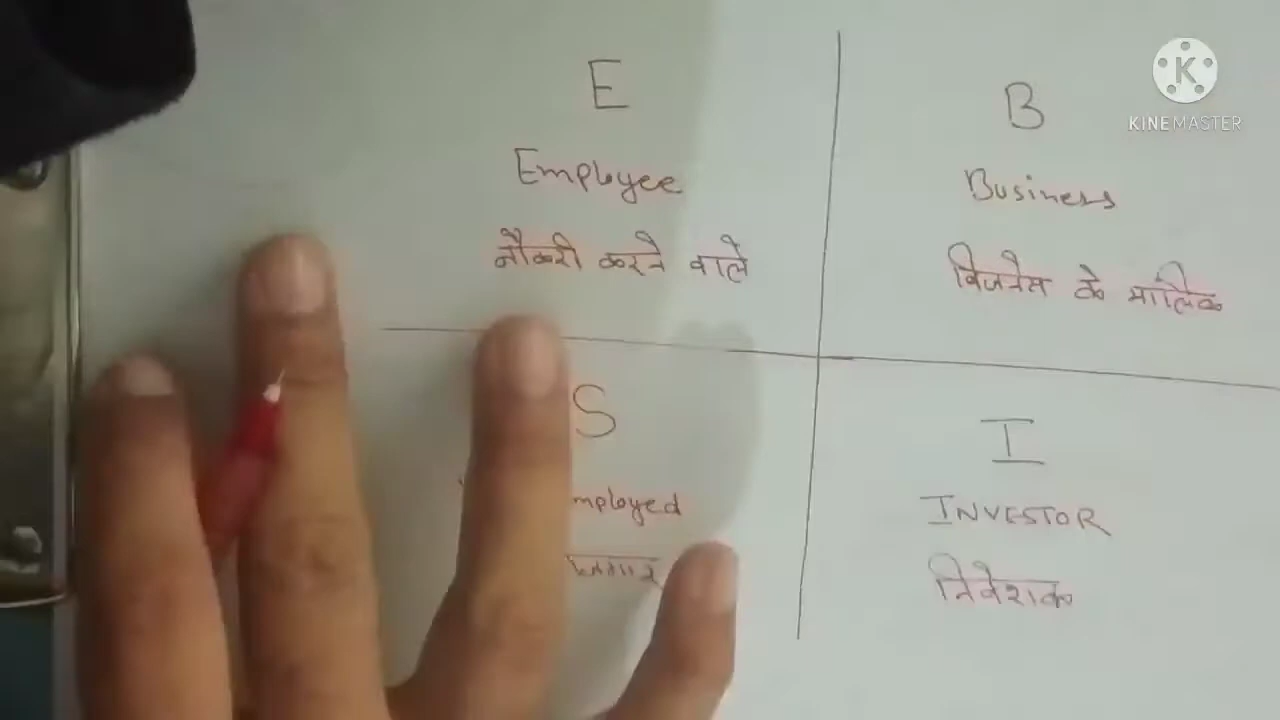 E
Employee
नौकरी करने वाले
B
Business
बिजनेस के मालिक
S
mployed
I
INVESTOR
निवेशक
KINEMASTER